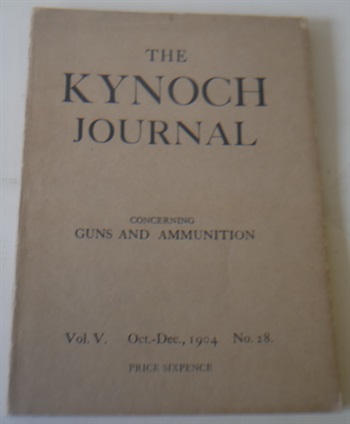 THE
KYNOCH
JOURNAL
CONCERNING
GUNS AND AMMUNITION
Vol. V. Oct.-Dec., 1904 No. 28.
PRICE SIXPENCE